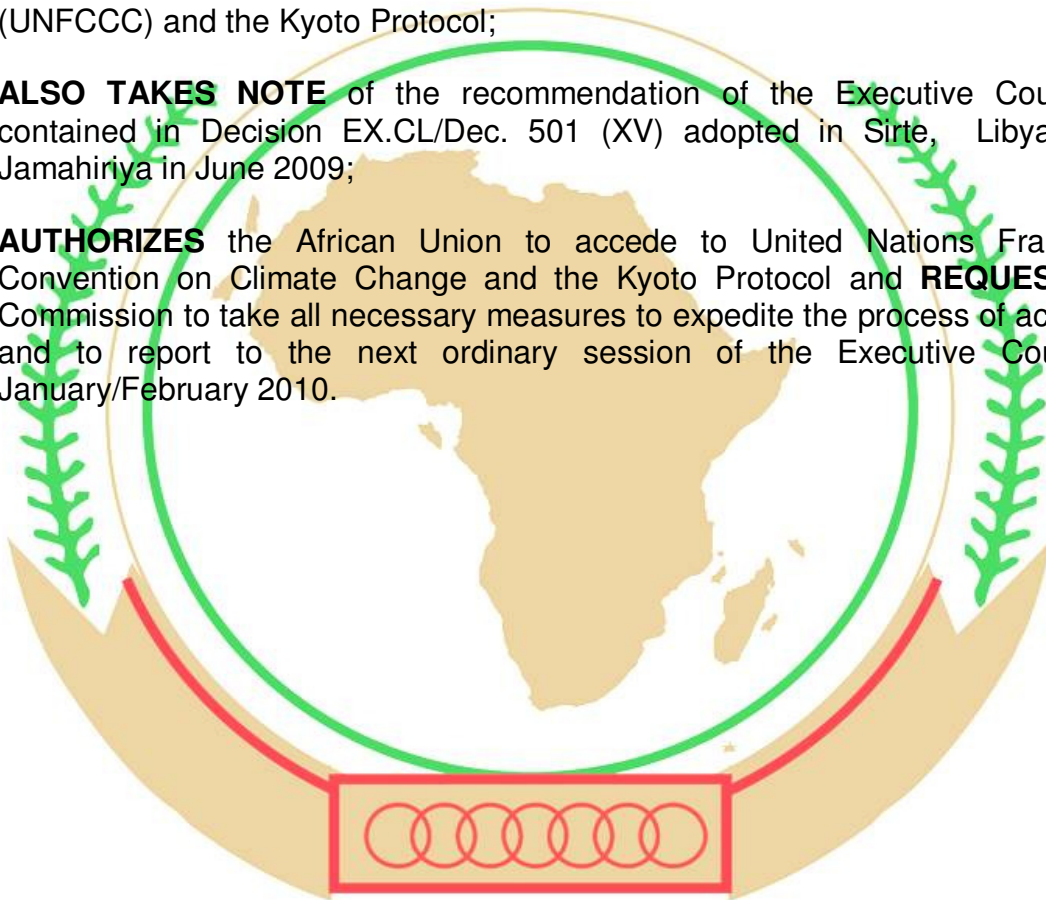 (UNFCCC) and the Kyoto Protocol;
ALSO TAKES NOTE of the recommendation of the Executive Cou
contained in Decision EX.CL/Dec. 501 (XV) adopted in Sirte, Libya
Jamahiriya in June 2009;
AUTHORIZES the African Union to accede to United Nations Fra
Convention on Climate Change and the Kyoto Protocol and REQUES
Commission to take all necessary measures to expedite the process of ac
and to report to the next ordinary session of the Executive Cou
January/February 2010.